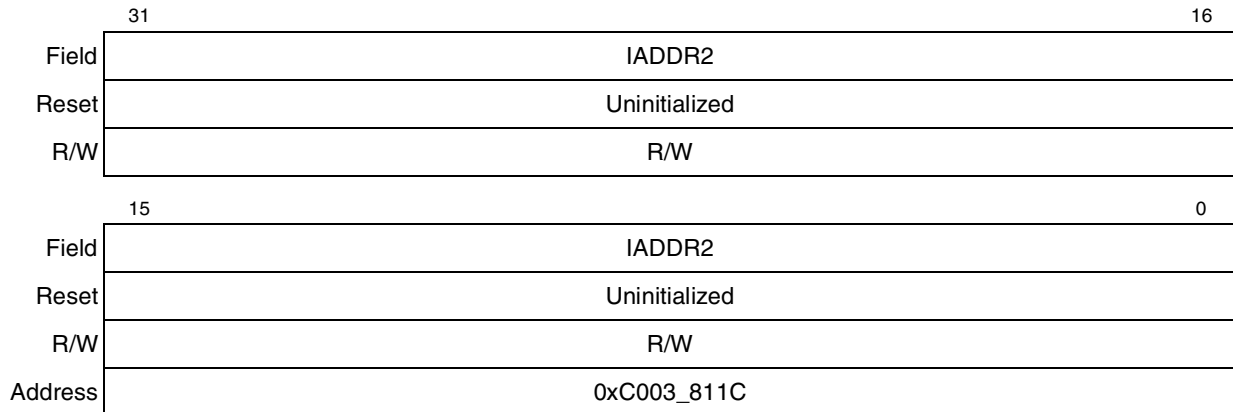 31 16
Field IADDR2
Reset Uninitialized
R/W R/W
15 0
Field IADDR2
Reset Uninitialized
R/W R/W
Address 0xC003_811C